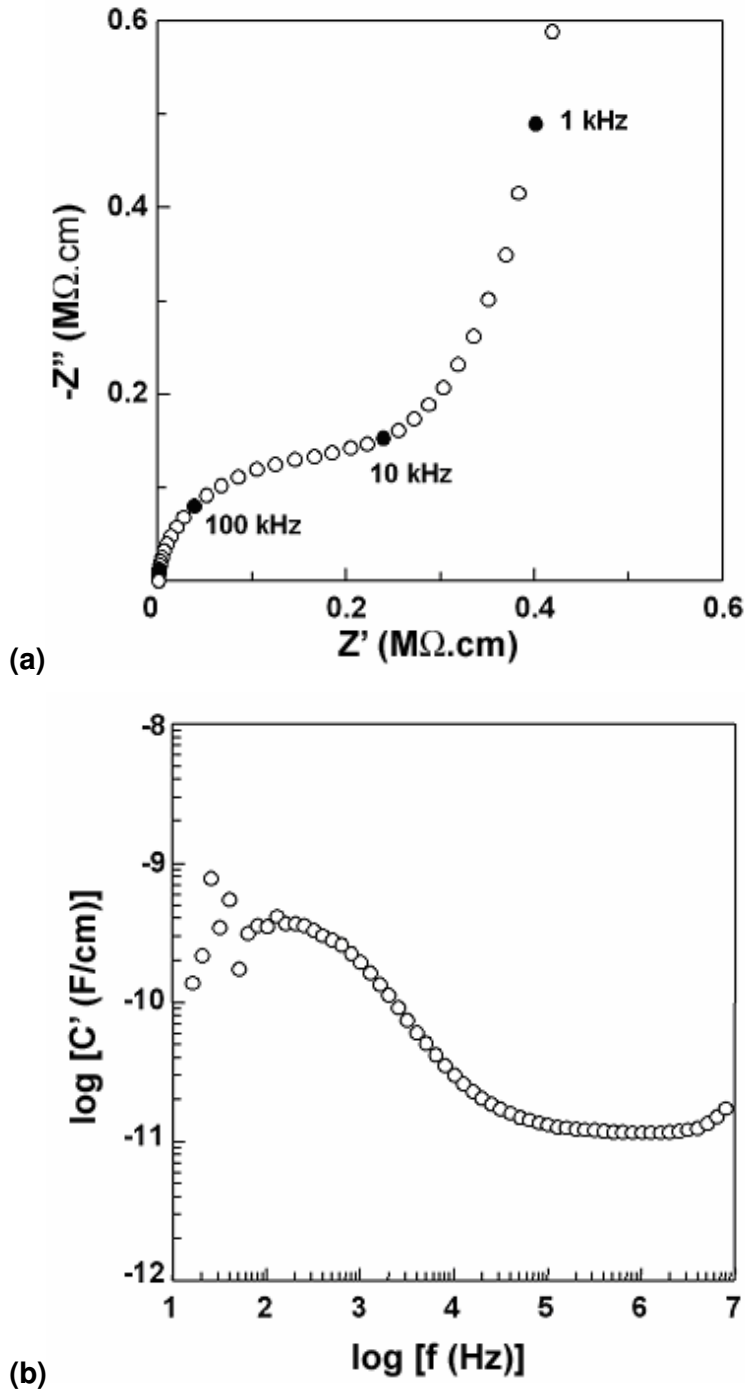 0.6
1 kHz
0.4
-Z'' (MΩ.cm)
0.2
10 kHz
100 kHz
0 0.2 0.4 0.6
Z' (MΩ.cm)
(a)
-8
-9
log [C' (F/cm)]
-10
-11
-12
1 2 3 4 5 6 7
log [f (Hz)]
(b)